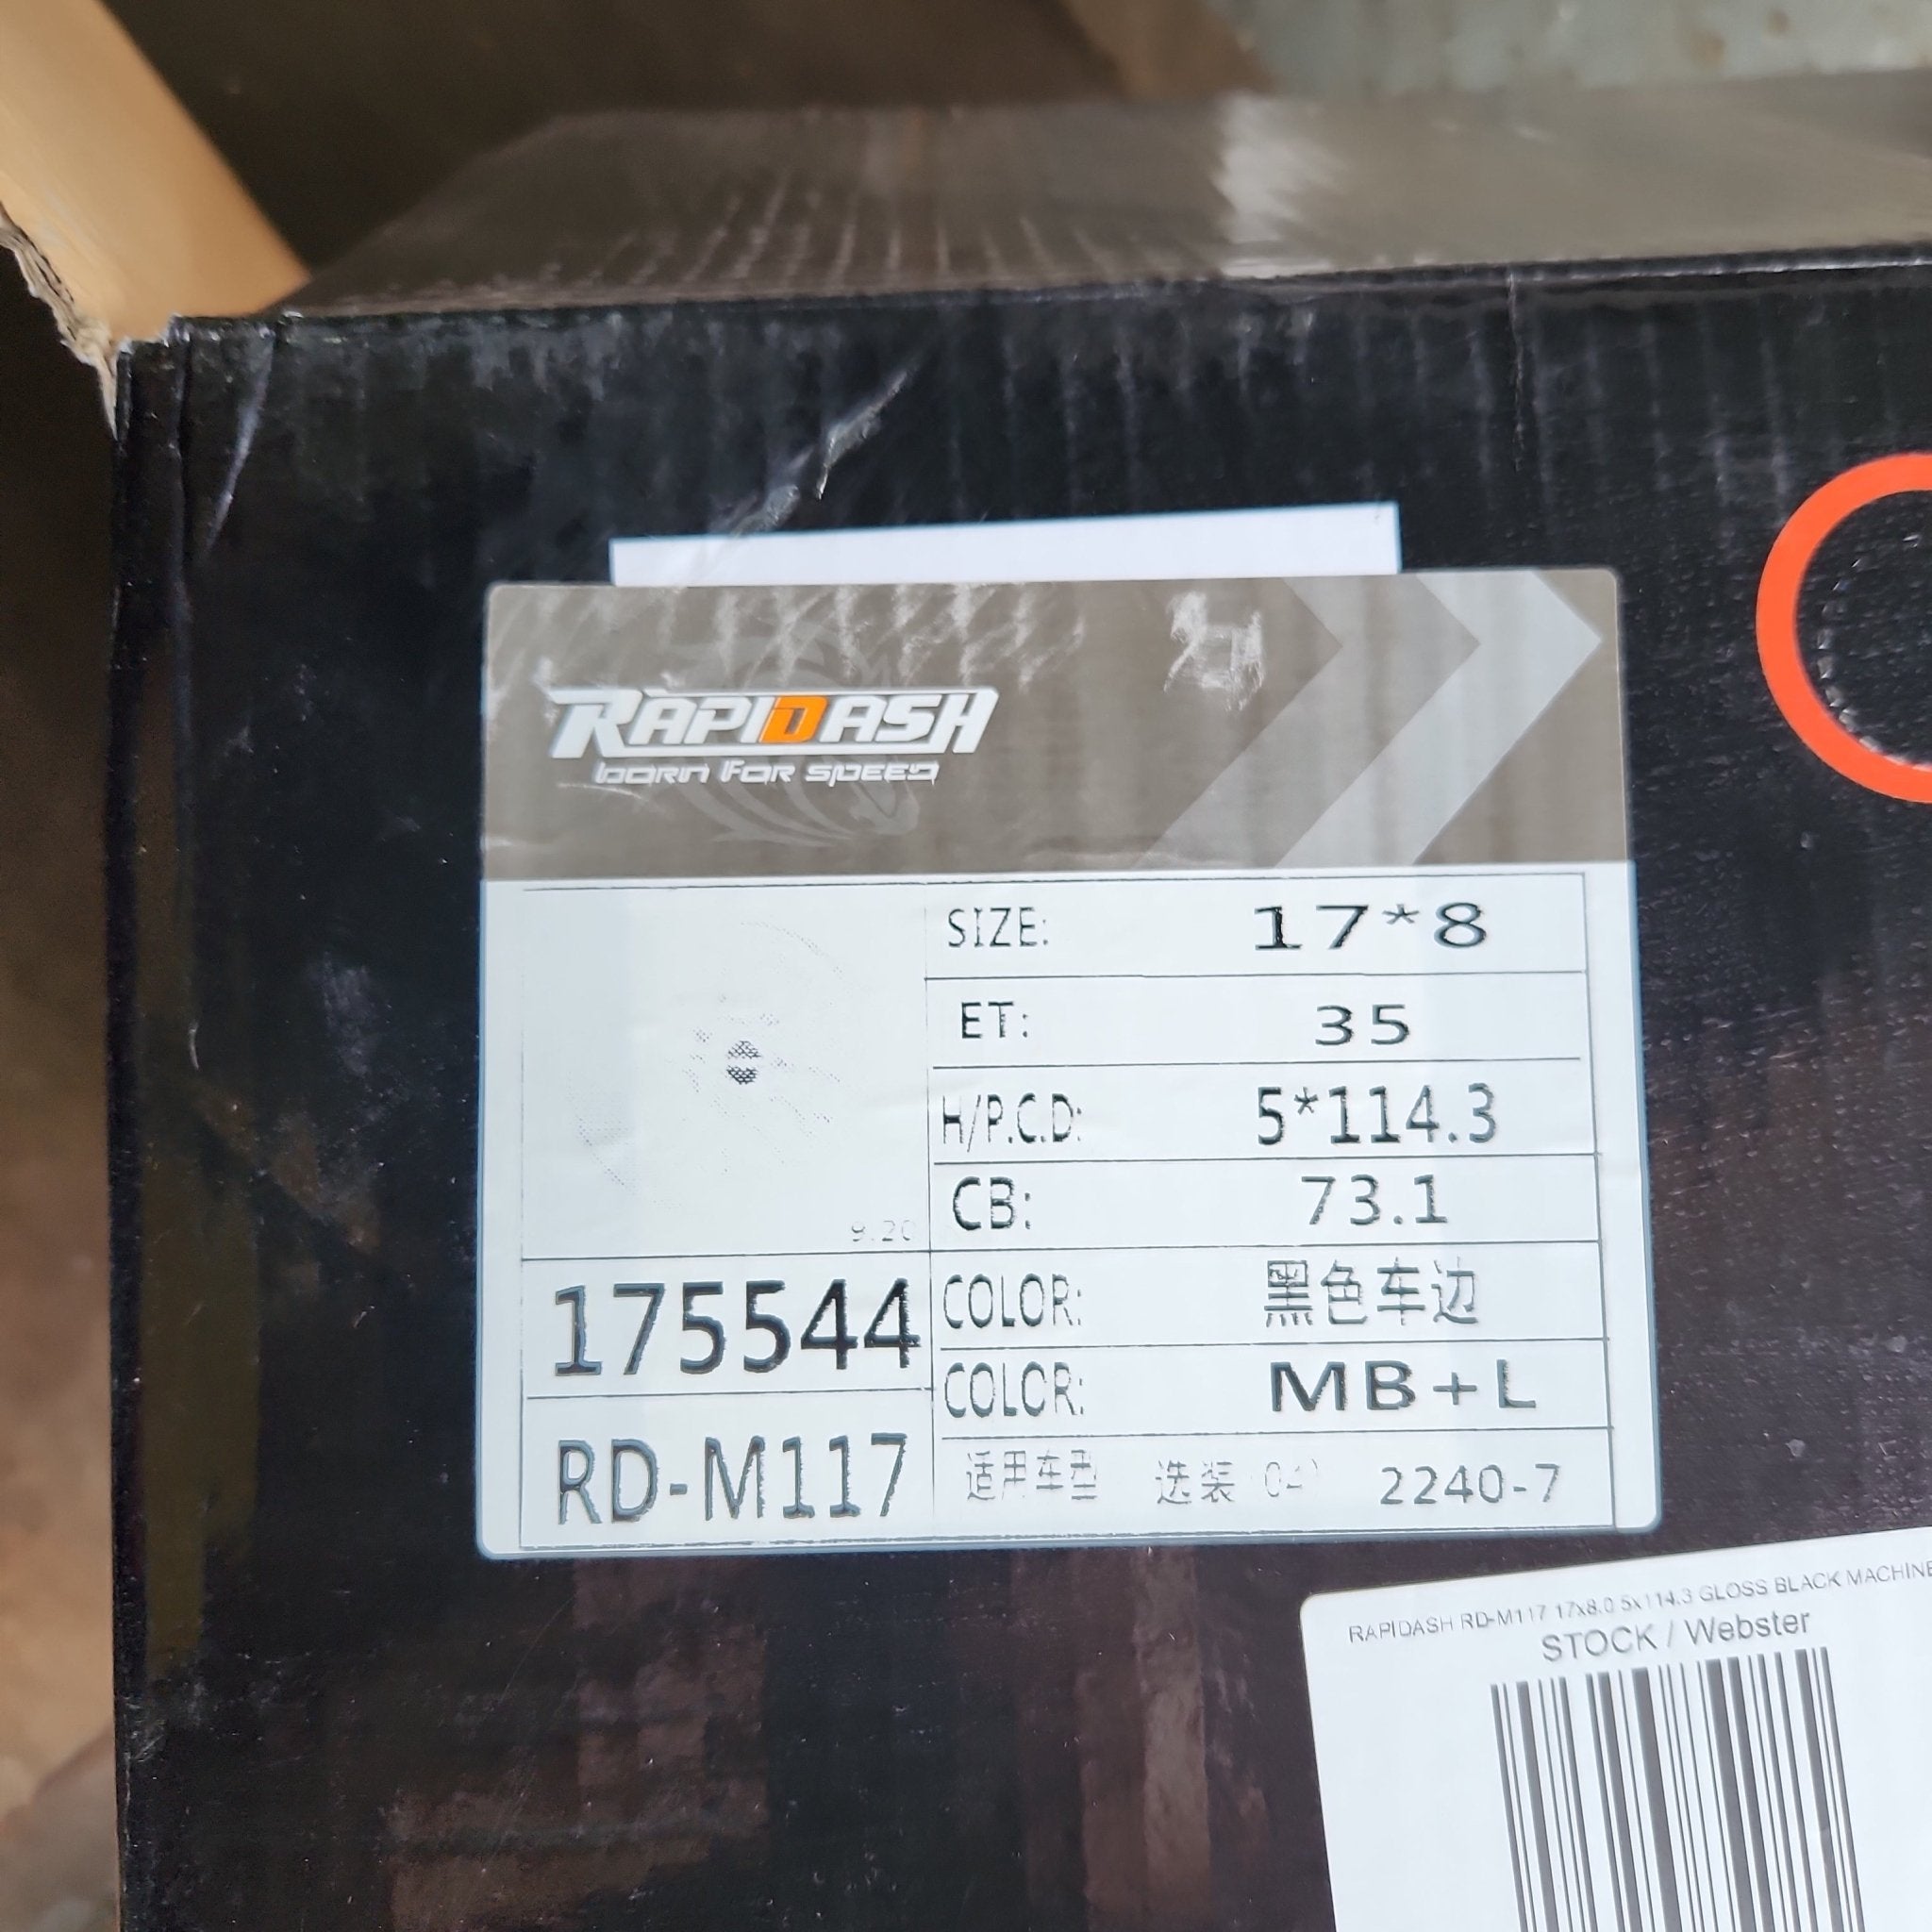 RAPIDASH
born for speed
SIZE: 17*8
ET: 35
H/P.C.D: 5*114.3
CB: 73.1
9.20
175544
COLOR: 黑色车边
COLOR: MB+L
RD-M117
适用车型 选装 2240-7
RAPIDASH RD-M117 17x8.0 5x114.3 GLOSS BLACK MACHINE
STOCK / Webster